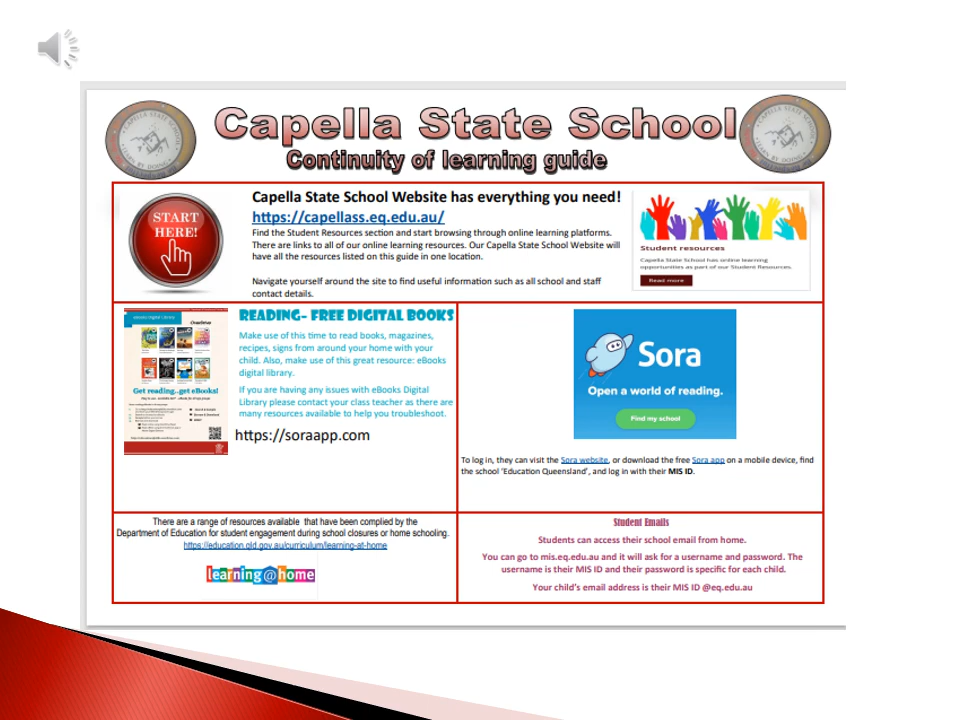 Capella State School
Continuity of learning guide
START
HERE!
Capella State School Website has everything you need!
https://capellass.eq.edu.au/
Find the Student Resources section and start browsing through online learning platforms.
There are links to all of our online learning resources. Our Capella State School Website will
have all the resources listed on this guide in one location.
Navigate yourself around the site to find useful information such as all school and staff
contact details.
Student resources
Capella State School has online learning
opportunities as part of our Student Resources.
Read more
READING- FREE DIGITAL BOOKS
Make use of this time to read books, magazines,
recipes, signs from around your home with your
child. Also, make use of this great resource: eBooks
digital library.
If you are having any issues with eBooks Digital
Library please contact your class teacher as there are
many resources available to help you troubleshoot.
https://soraapp.com
Get reading..get eBooks!
Sora
Open a world of reading.
Find my school
To log in, they can visit the Sora website, or download the free Sora app on a mobile device, find
the school 'Education Queensland', and log in with their MIS ID.
There are a range of resources available that have been complied by the
Department of Education for student engagement during school closures or home schooling.
https://education.qld.gov.au/curriculum/learning-at-home
learning@home
Student Emails
Students can access their school email from home.
You can go to mis.eq.edu.au and it will ask for a username and password. The
username is their MIS ID and their password is specific for each child.
Your child's email address is their MIS ID @eq.edu.au